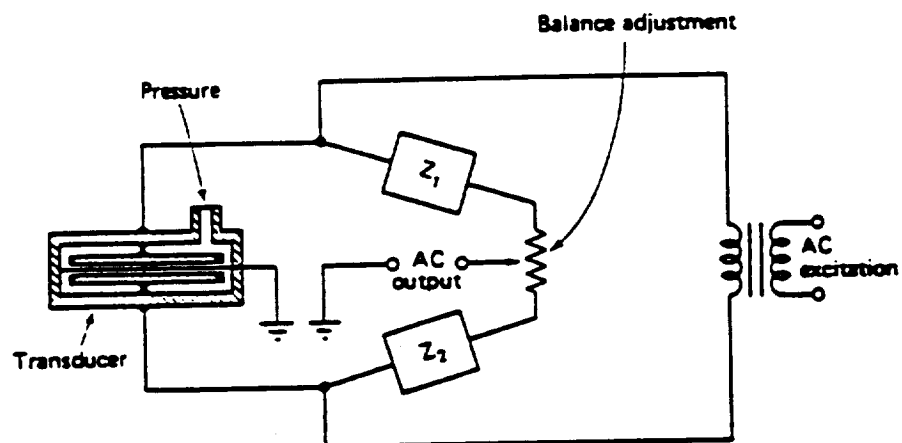 Balance adjustment
Pressure
Z1
AC
output
AC
excitation
Z2
Transducer